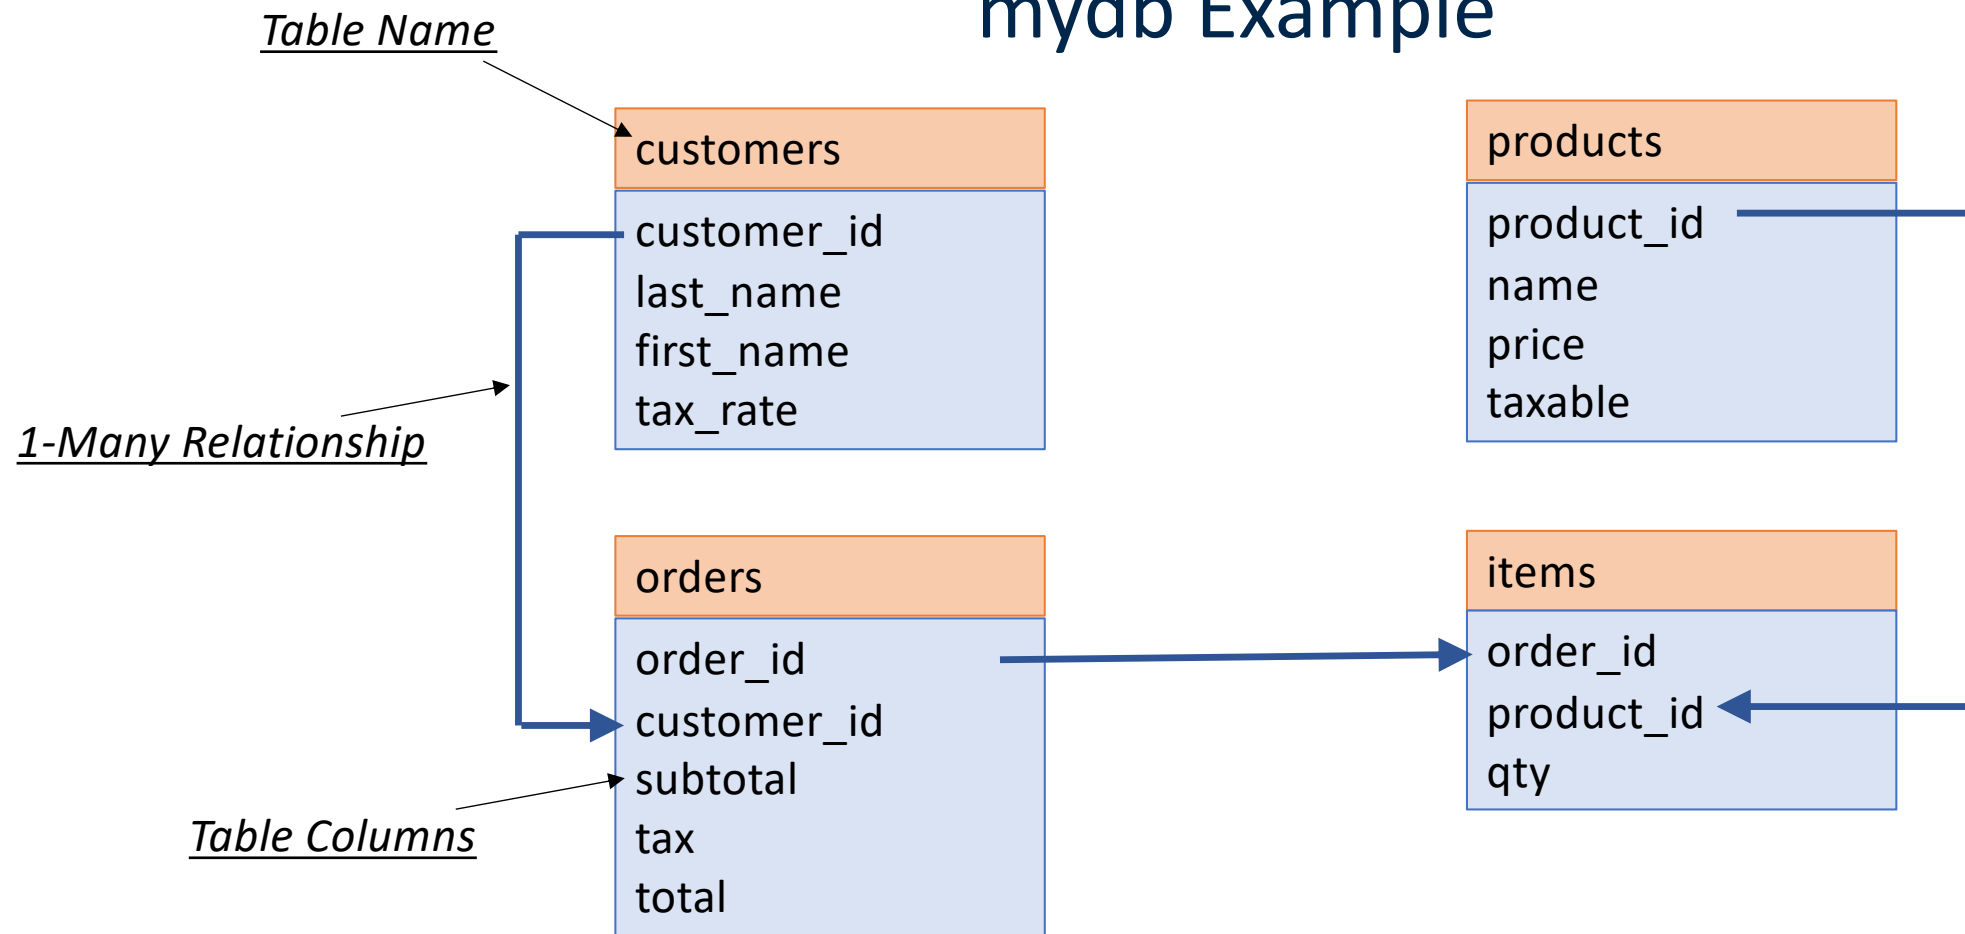 mydb Example
Table Name
customers
customer_id
last_name
first_name
tax_rate
products
product_id
name
price
taxable
1-Many Relationship
orders
order_id
customer_id
subtotal
tax
total
items
order_id
product_id
qty
Table Columns